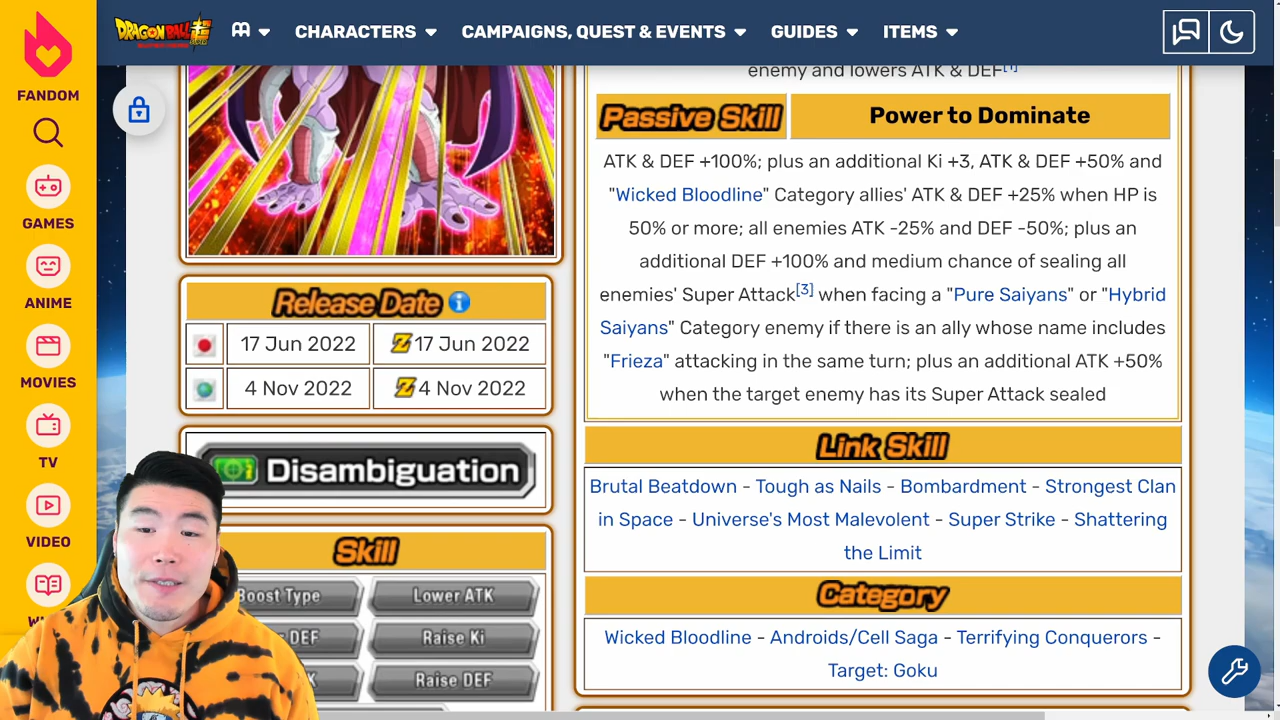 DRAGONBALL
CHARACTERS
CAMPAIGNS, QUEST & EVENTS
GUIDES
ITEMS
FANDOM
GAMES
ANIME
MOVIES
TV
VIDEO
enemy and lowers ATK & DEF[1]
Passive Skill
Power to Dominate
ATK & DEF +100%; plus an additional Ki +3, ATK & DEF +50% and
"Wicked Bloodline" Category allies' ATK & DEF +25% when HP is
50% or more; all enemies ATK -25% and DEF -50%; plus an
additional DEF +100% and medium chance of sealing all
enemies' Super Attack[3] when facing a "Pure Saiyans" or "Hybrid
Saiyans" Category enemy if there is an ally whose name includes
"Frieza" attacking in the same turn; plus an additional ATK +50%
when the target enemy has its Super Attack sealed
Release Date
17 Jun 2022
Z 17 Jun 2022
4 Nov 2022
Z 4 Nov 2022
Disambiguation
Link Skill
Brutal Beatdown - Tough as Nails - Bombardment - Strongest Clan
in Space - Universe's Most Malevolent - Super Strike - Shattering
the Limit
Category
Wicked Bloodline - Androids/Cell Saga - Terrifying Conquerors -
Target: Goku
Skill
Boost Type
Lower ATK
DEF
Raise Ki
Raise DEF